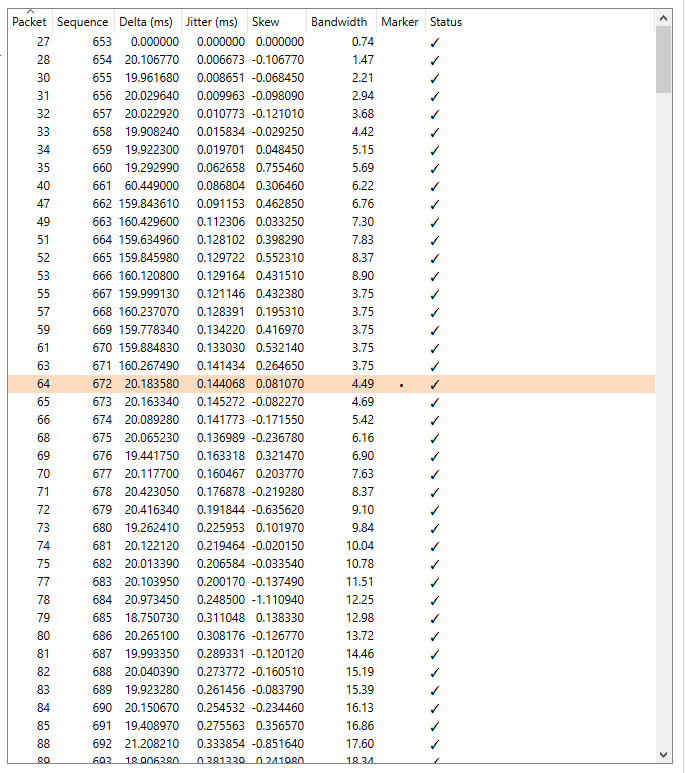 Packet Sequence Delta (ms) Jitter (ms) Skew Bandwidth Marker Status
27 653 0.000000 0.000000 0.000000 0.74 ✓
28 654 20.106770 0.006673 -0.106770 1.47 ✓
30 655 19.961680 0.008651 -0.068450 2.21 ✓
31 656 20.029640 0.009963 -0.098090 2.94 ✓
32 657 20.022920 0.010773 -0.121010 3.68 ✓
33 658 19.908240 0.015834 -0.029250 4.42 ✓
34 659 19.922300 0.019701 0.048450 5.15 ✓
35 660 19.292990 0.062658 0.755460 5.69 ✓
40 661 60.449000 0.086804 0.306460 6.22 ✓
47 662 159.843610 0.091153 0.462850 6.76 ✓
49 663 160.429600 0.112306 0.033250 7.30 ✓
51 664 159.634960 0.128102 0.398290 7.83 ✓
52 665 159.845980 0.129722 0.552310 8.37 ✓
53 666 160.120800 0.129164 0.431510 8.90 ✓
55 667 159.999130 0.121146 0.432380 3.75 ✓
57 668 160.237070 0.128391 0.195310 3.75 ✓
59 669 159.778340 0.134220 0.416970 3.75 ✓
61 670 159.884830 0.133030 0.532140 3.75 ✓
63 671 160.267490 0.141434 0.264650 3.75 ✓
64 672 20.183580 0.144068 0.081070 4.49 • ✓
65 673 20.163340 0.145272 -0.082270 4.69 ✓
66 674 20.089280 0.141773 -0.171550 5.42 ✓
68 675 20.065230 0.136989 -0.236780 6.16 ✓
69 676 19.441750 0.163318 0.321470 6.90 ✓
70 677 20.117700 0.160467 0.203770 7.63 ✓
71 678 20.423050 0.176878 -0.219280 8.37 ✓
72 679 20.416340 0.191844 -0.635620 9.10 ✓
73 680 19.262410 0.225953 0.101970 9.84 ✓
74 681 20.122120 0.219464 -0.020150 10.04 ✓
75 682 20.013390 0.206584 -0.033540 10.78 ✓
77 683 20.103950 0.200170 -0.137490 11.51 ✓
78 684 20.973450 0.248500 -1.110940 12.25 ✓
79 685 18.750730 0.311048 0.138330 12.98 ✓
80 686 20.265100 0.308176 -0.126770 13.72 ✓
81 687 19.993350 0.289331 -0.120120 14.46 ✓
82 688 20.040390 0.273772 -0.160510 15.19 ✓
83 689 19.923280 0.261456 -0.083790 15.39 ✓
84 690 20.150670 0.254532 -0.234460 16.13 ✓
85 691 19.408970 0.275563 0.356570 16.86 ✓
88 692 21.208210 0.333854 -0.851640 17.60 ✓
89 693 18.906380 0.381339 0.241980 18.34 ✓